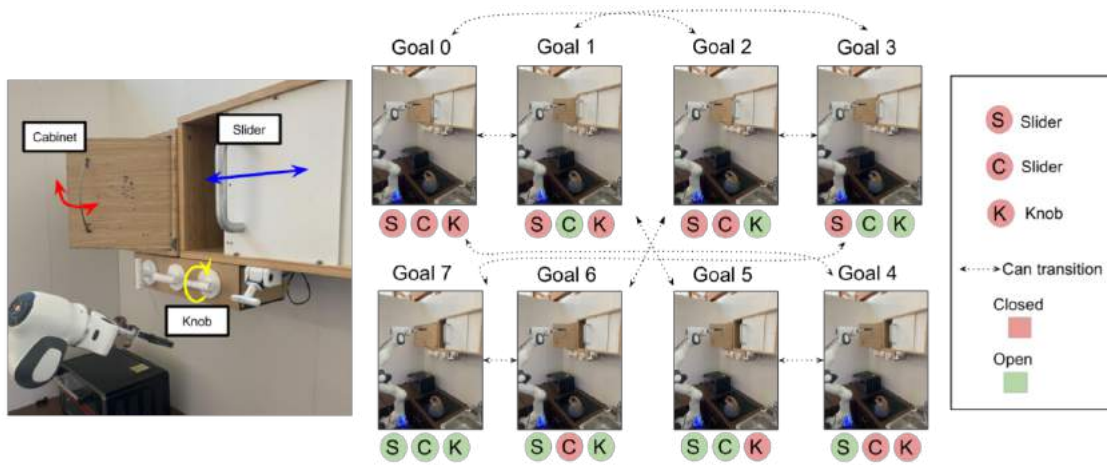 Cabinet
Slider
Knob
Goal 0
Goal 1
Goal 2
Goal 3
S C K
S C K
S C K
S C K
Goal 7
Goal 6
Goal 5
Goal 4
S C K
S C K
S C K
S C K
S Slider
C Slider
K Knob
Can transition
Closed
Open